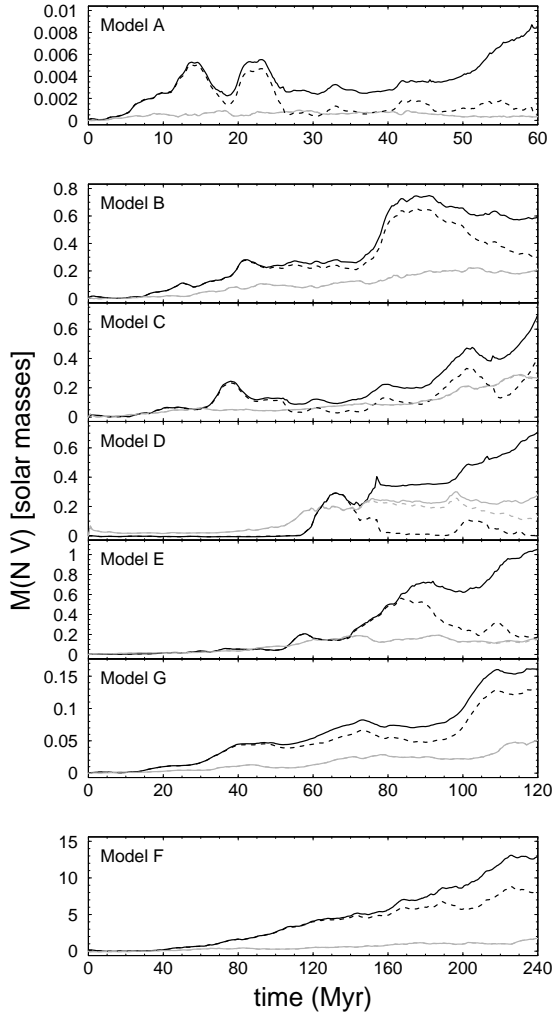 0.01
0.008
0.006
0.004
0.002
0
Model A
0 10 20 30 40 50 60
0.8
0.6
0.4
0.2
0
Model B
0.6
0.4
0.2
0
Model C
0.6
0.4
0.2
0
Model D
1
0.8
0.6
0.4
0.2
0
Model E
0.15
0.1
0.05
0
Model G
0 20 40 60 80 100 120
15
10
5
0
Model F
0 40 80 120 160 200 240
M(N V) [solar masses]
time (Myr)